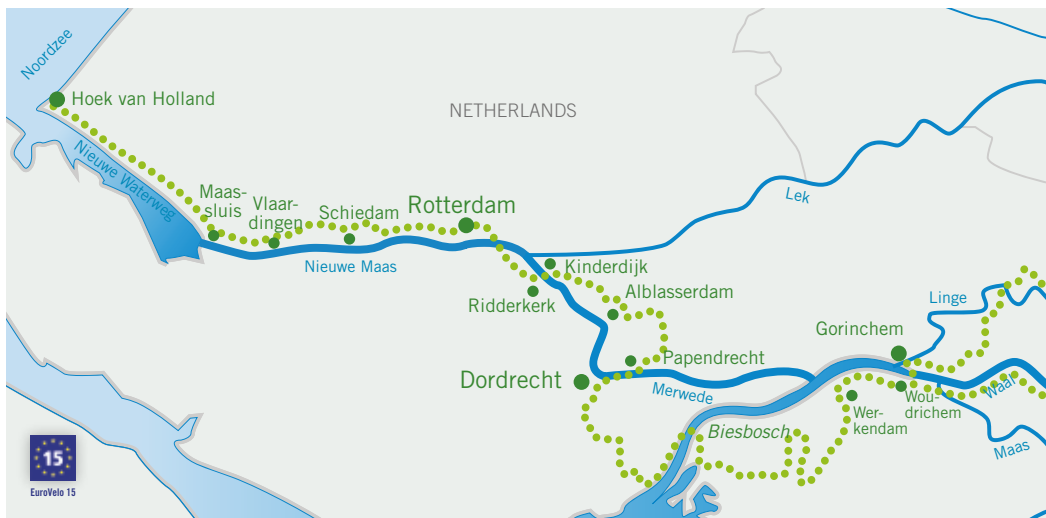 Noordzee
Hoek van Holland
NETHERLANDS
Nieuwe Waterweg
Maas-
sluis
Vlaar-
dingen
Schiedam
Rotterdam
Lek
Nieuwe Maas
Kinderdijk
Ridderkerk
Alblasserdam
Linge
Gorinchem
Papendrecht
Dordrecht
Merwede
Waal
Wou-
drichem
Wer-
kendam
Biesbosch
Maas
15
EuroVelo 15